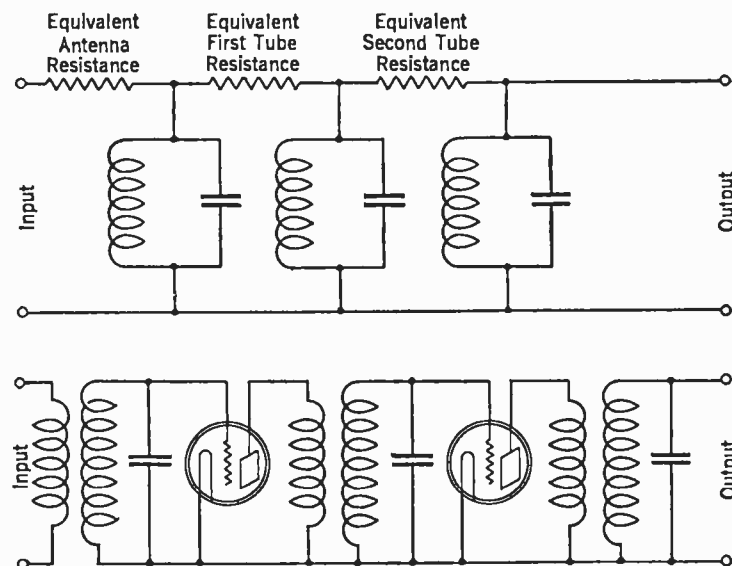 Equivalent
Antenna
Resistance
Equivalent
First Tube
Resistance
Equivalent
Second Tube
Resistance
Input
Output
Input
Output